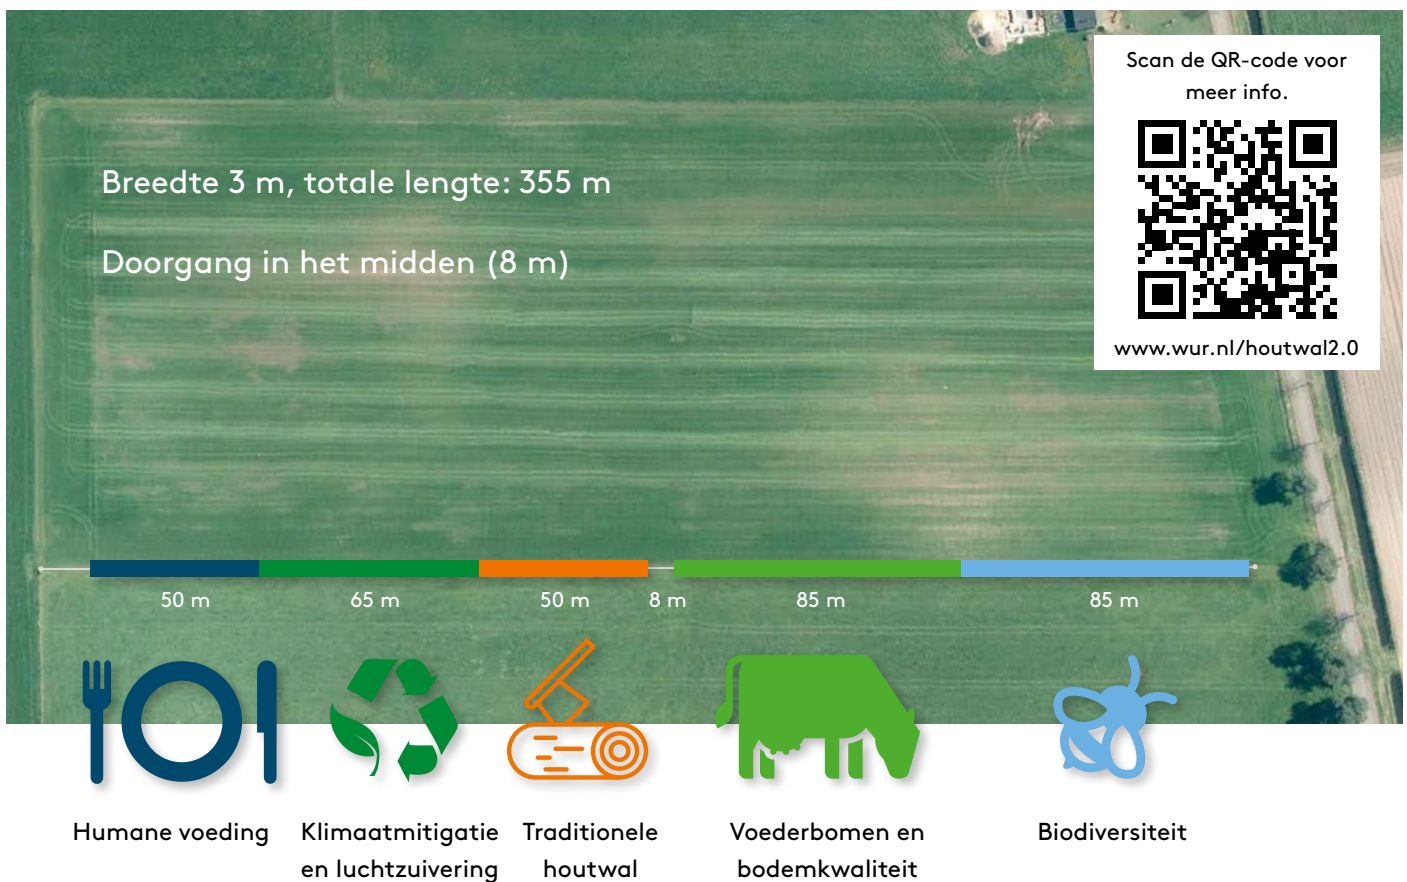 Scan de QR-code voor
meer info.
www.wur.nl/houtwal2.0
Breedte 3 m, totale lengte: 355 m
Doorgang in het midden (8 m)
50 m
65 m
50 m
8 m
85 m
85 m
Humane voeding
Klimaatmitigatie
en luchtzuivering
Traditionele
houtwal
Voederbomen en
bodemkwaliteit
Biodiversiteit